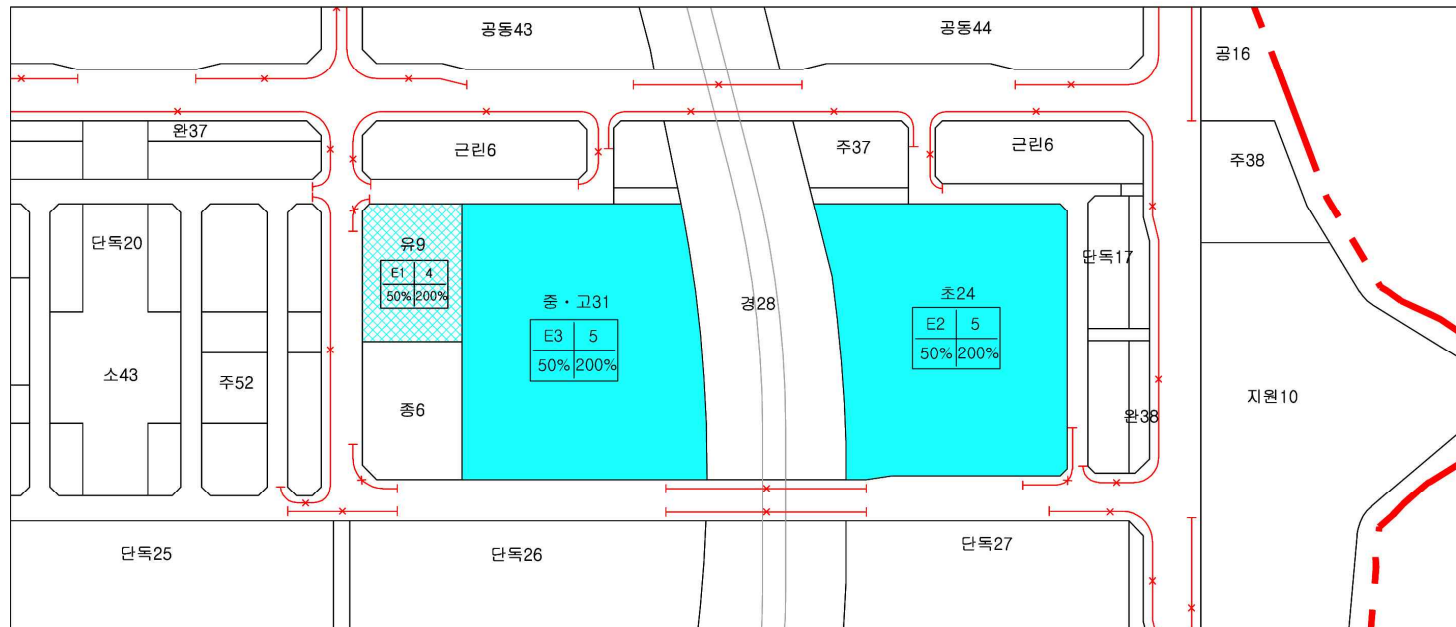 공동43
공동44
공16
완37
근린6
주37
근린6
주38
단독20
유9
E1 4
50% 200%
중・고31
E3 5
50% 200%
경28
초24
E2 5
50% 200%
단독17
소43
주52
종6
완38
지원10
단독25
단독26
단독27